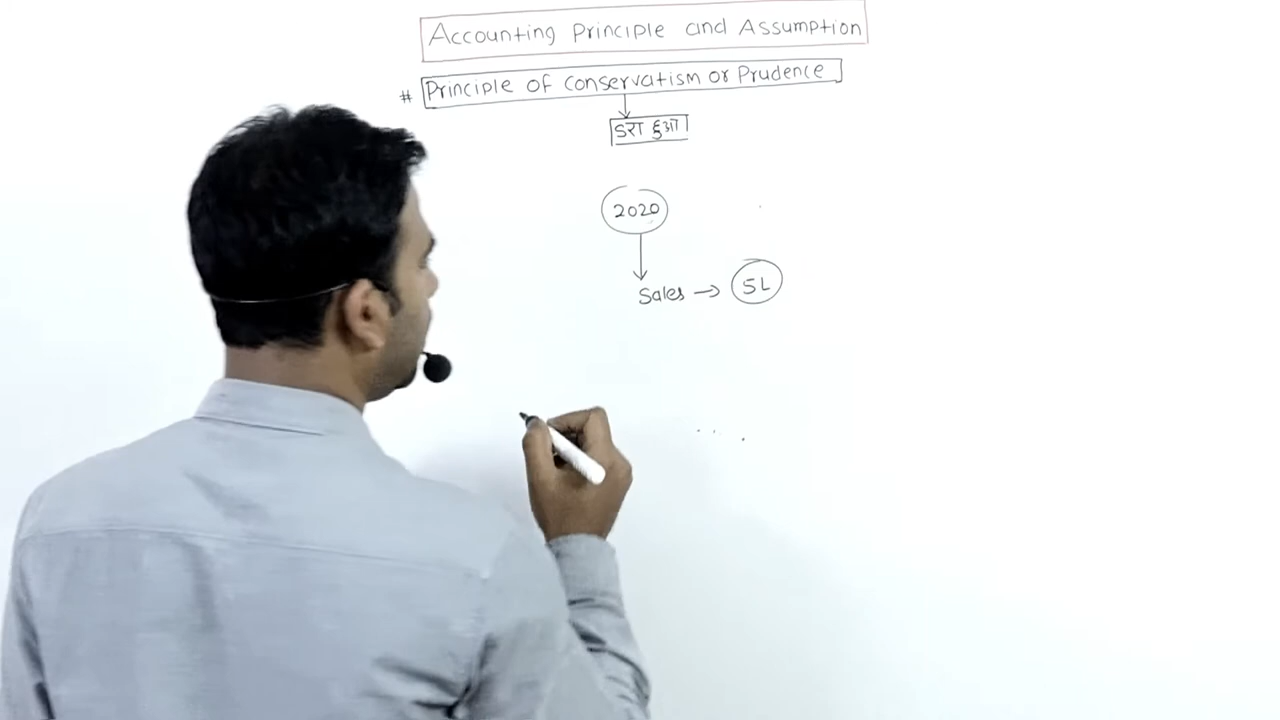 Accounting Principle and Assumption
# Principle of Conservatism or Prudence
डरा हुआ
2020
Sales → 5L